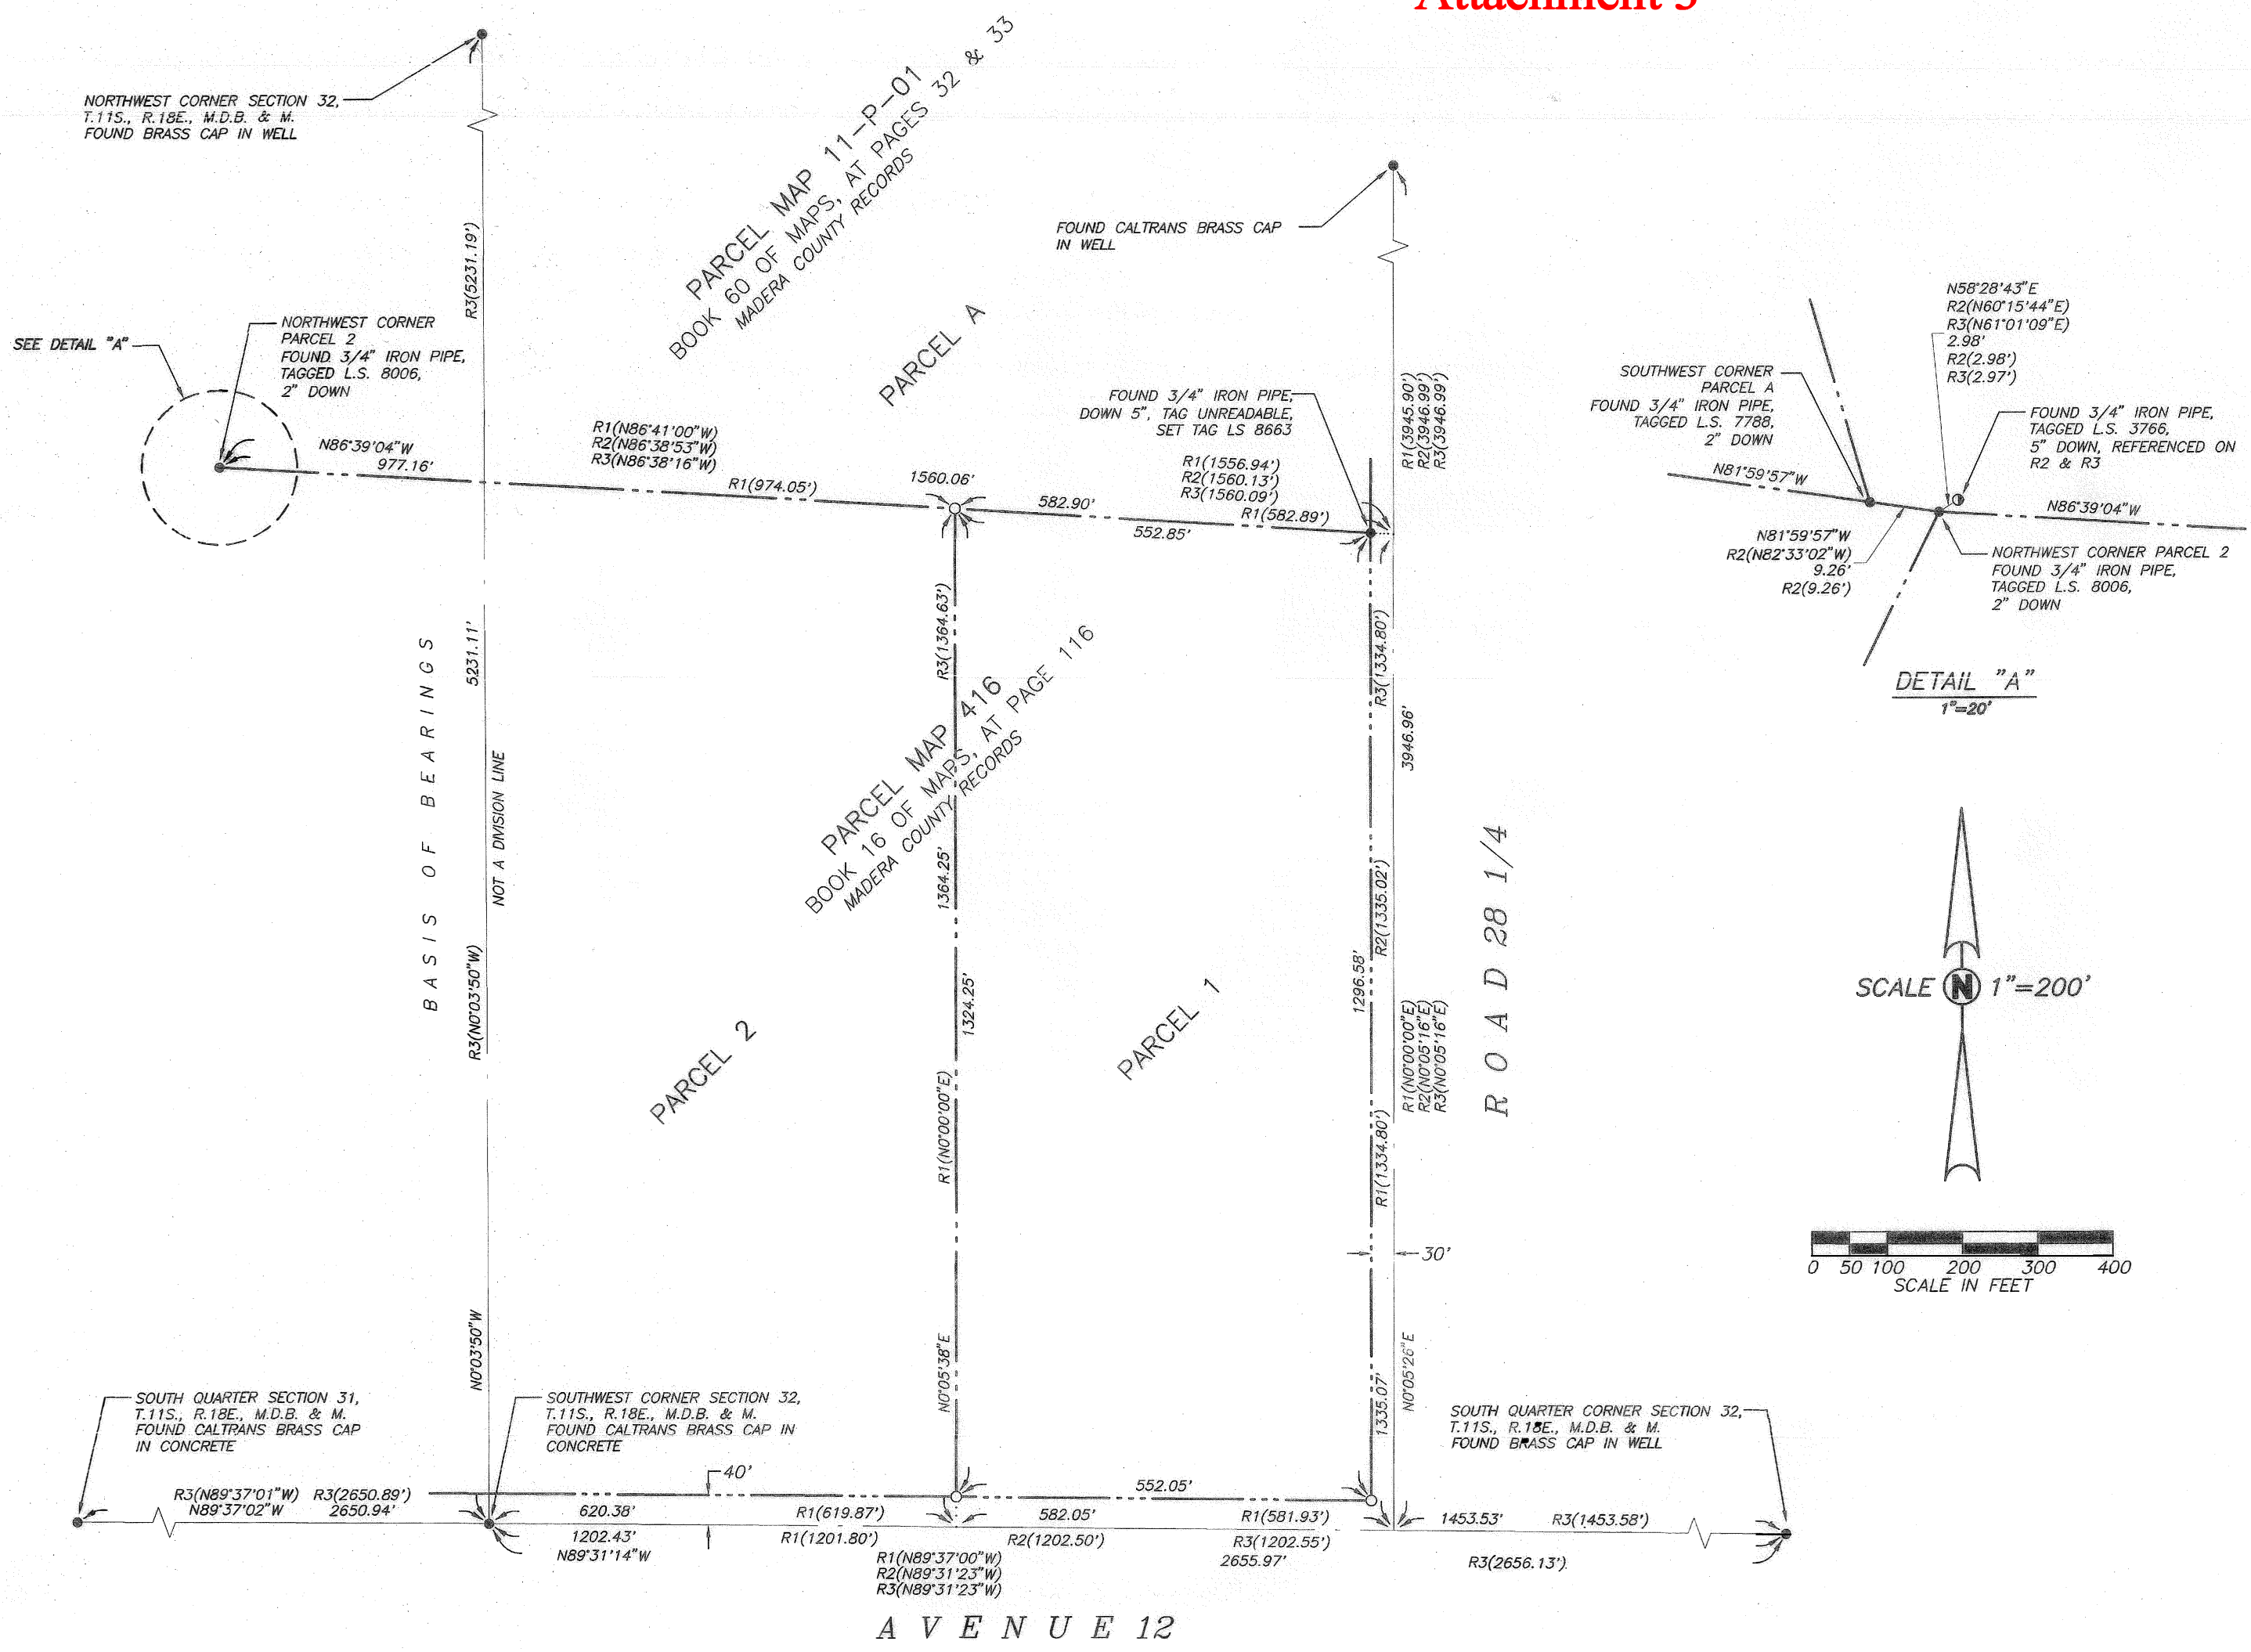 Attachment 3
NORTHWEST CORNER SECTION 32,
T.11S., R.18E., M.D.B. & M.
FOUND BRASS CAP IN WELL
R3(5231.19')
PARCEL MAP 11-P-01
BOOK 60 OF MAPS, AT PAGES 32 & 33
MADERA COUNTY RECORDS
PARCEL A
FOUND CALTRANS BRASS CAP
IN WELL
SEE DETAIL "A"
NORTHWEST CORNER
PARCEL 2
FOUND 3/4" IRON PIPE,
TAGGED L.S. 8006,
2" DOWN
N86°39'04"W
977.16'
R1(N86°41'00"W)
R2(N86°38'53"W)
R3(N86°38'16"W)
R1(974.05')
1560.06'
582.90'
552.85'
FOUND 3/4" IRON PIPE,
DOWN 5", TAG UNREADABLE,
SET TAG LS 8663
R1(1556.94')
R2(1560.13')
R3(1560.09')
R1(582.89')
R1(3945.90')
R2(3946.99')
R3(3946.99')
N58°28'43"E
R2(N60°15'44"E)
R3(N61°01'09"E)
2.98'
R2(2.98')
R3(2.97')
SOUTHWEST CORNER
PARCEL A
FOUND 3/4" IRON PIPE,
TAGGED L.S. 7788,
2" DOWN
FOUND 3/4" IRON PIPE,
TAGGED L.S. 3766,
5" DOWN, REFERENCED ON
R2 & R3
N81°59'57"W
N86°39'04"W
N81°59'57"W
R2(N82°33'02"W)
9.26'
R2(9.26')
NORTHWEST CORNER PARCEL 2
FOUND 3/4" IRON PIPE,
TAGGED L.S. 8006,
2" DOWN
DETAIL "A"
1"=20'
BASIS OF BEARINGS
5231.11'
NOT A DIVISION LINE
R3(N0°03'50"W)
N0°03'50"W
R3(1364.63')
PARCEL MAP 416
BOOK 16 OF MAPS, AT PAGE 116
MADERA COUNTY RECORDS
1364.25'
1324.25'
R1(N0°00'00"E)
N0°05'38"E
PARCEL 2
PARCEL 1
R3(1334.80')
3946.96'
R2(1335.02')
1296.58'
R1(N0°00'00"E)
R2(N0°05'16"E)
R3(N0°05'16"E)
R1(1334.80')
30'
1335.07'
N0°05'26"E
ROAD 28 1/4
SCALE N 1"=200'
0 50 100 200 300 400
SCALE IN FEET
SOUTH QUARTER SECTION 31,
T.11S., R.18E., M.D.B. & M.
FOUND CALTRANS BRASS CAP
IN CONCRETE
SOUTHWEST CORNER SECTION 32,
T.11S., R.18E., M.D.B. & M.
FOUND CALTRANS BRASS CAP IN
CONCRETE
SOUTH QUARTER CORNER SECTION 32,
T.11S., R.18E., M.D.B. & M.
FOUND BRASS CAP IN WELL
40'
552.05'
R3(N89°37'01"W) R3(2650.89')
N89°37'02"W 2650.94'
620.38'
R1(619.87')
582.05'
R1(581.93')
1453.53' R3(1453.58')
1202.43'
R1(1201.80')
R2(1202.50')
R3(1202.55')
N89°31'14"W
R1(N89°37'00"W)
R2(N89°31'23"W)
R3(N89°31'23"W)
2655.97'
R3(2656.13')
AVENUE 12